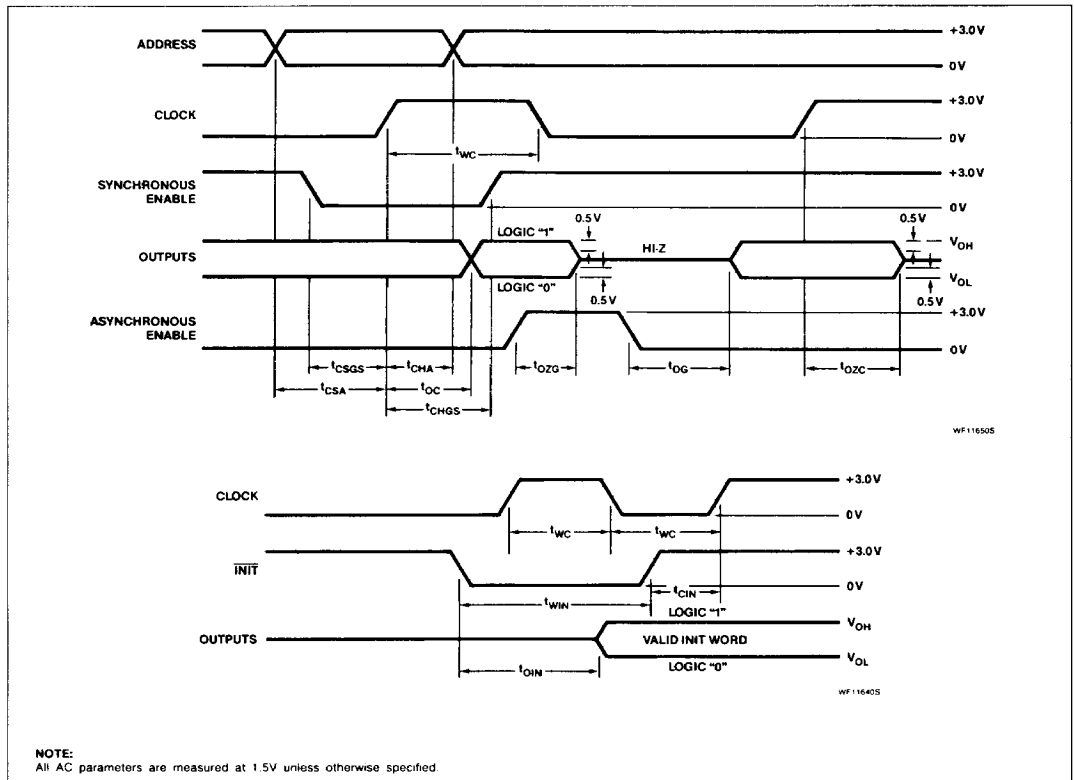 ADDRESS
+3.0V
0V
CLOCK
+3.0V
0V
tWC
SYNCHRONOUS
ENABLE
+3.0V
0V
OUTPUTS
LOGIC "1"
LOGIC "0"
0.5V
0.5V
HI-Z
0.5V
0.5V
VOH
VOL
ASYNCHRONOUS
ENABLE
+3.0V
0V
tCSGS
tCHA
tOZG
tOG
tOZC
tCSA
tOC
tCHGS
WF11650S
CLOCK
+3.0V
0V
tWC
tWC
INIT
+3.0V
0V
tCIN
tWIN
OUTPUTS
LOGIC "1"
VALID INIT WORD
LOGIC "0"
VOH
VOL
tOIN
WF11640S
NOTE:
All AC parameters are measured at 1.5V unless otherwise specified.